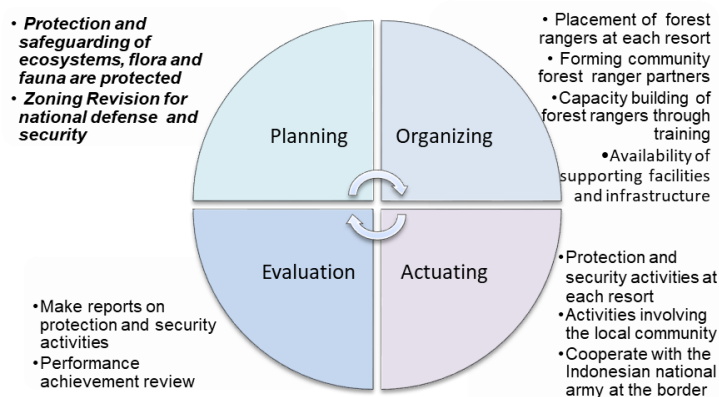 • Protection and
safeguarding of
ecosystems, flora and
fauna are protected
• Zoning Revision for
national defense and
security
Planning
• Placement of forest
rangers at each resort
• Forming community
forest ranger partners
•Capacity building of
forest rangers through
training
•Availability of
supporting facilities
and infrastructure
Organizing
Evaluation
•Make reports on
protection and security
activities
•Performance
achievement review
Actuating
•Protection and
security activities at
each resort
•Activities involving
the local community
•Cooperate with the
Indonesian national
army at the border